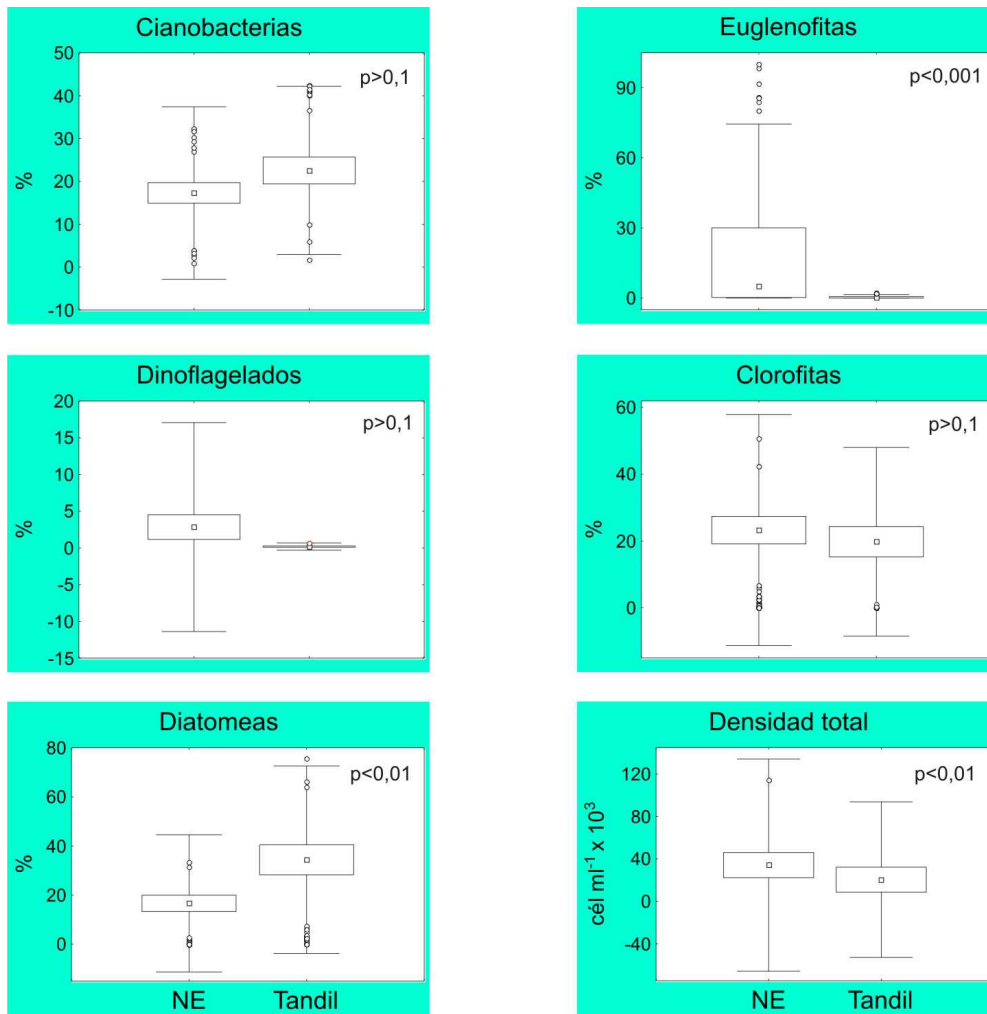 Cianobacterias
p>0,1
50
40
30
20
10
0
-10
%
Euglenofitas
p<0,001
90
60
30
0
%
Dinoflagelados
p>0,1
20
15
10
5
0
-5
-10
-15
%
Clorofitas
p>0,1
60
40
20
0
%
Diatomeas
p<0,01
80
60
40
20
0
%
NE Tandil
Densidad total
p<0,01
120
80
40
0
-40
cél ml⁻¹ x 10³
NE Tandil